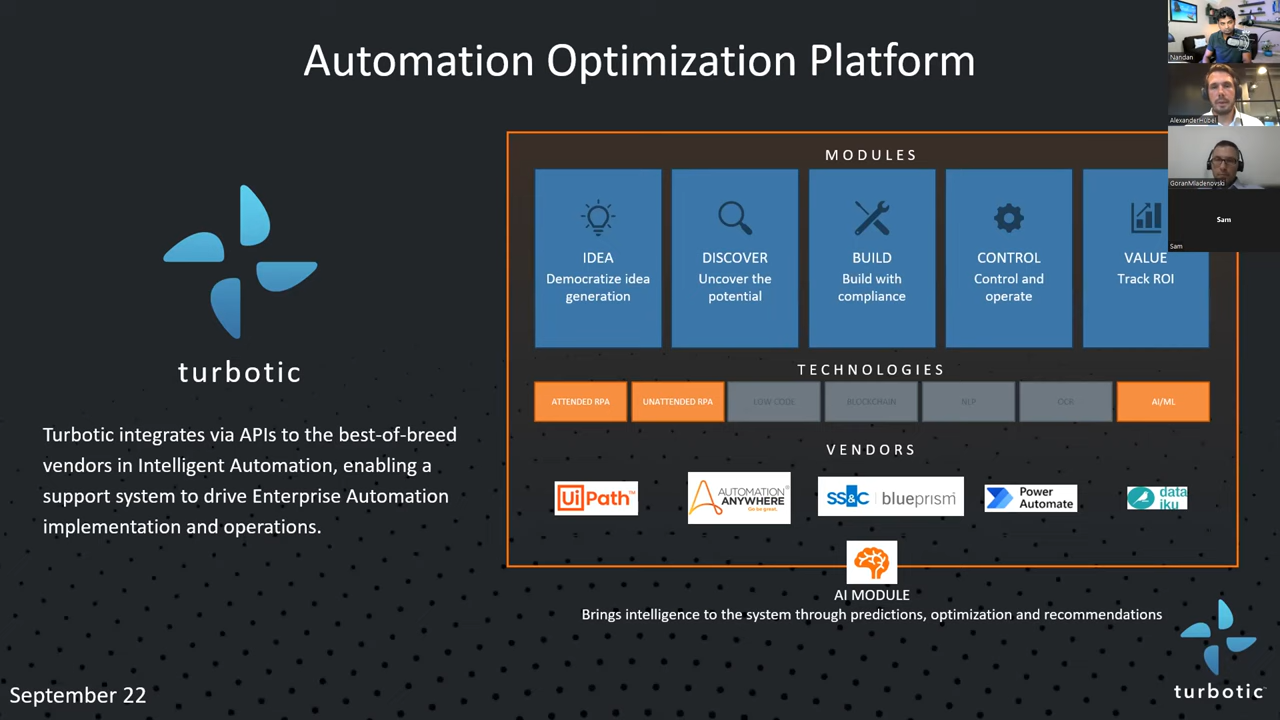 Automation Optimization Platform
Nandan
AlexanderHübel
GoranMladenovski
Sam
Sam
MODULES
IDEA
Democratize idea
generation
DISCOVER
Uncover the
potential
BUILD
Build with
compliance
CONTROL
Control and
operate
VALUE
Track ROI
TECHNOLOGIES
ATTENDED RPA
UNATTENDED RPA
LOW CODE
BLOCKCHAIN
NLP
OCR
AI/ML
VENDORS
UiPath™
AUTOMATION
ANYWHERE®
Go be great.
SS&C | blueprism
Power
Automate
data
iku
AI MODULE
Brings intelligence to the system through predictions, optimization and recommendations
turbotic
Turbotic integrates via APIs to the best-of-breed
vendors in Intelligent Automation, enabling a
support system to drive Enterprise Automation
implementation and operations.
September 22
turbotic